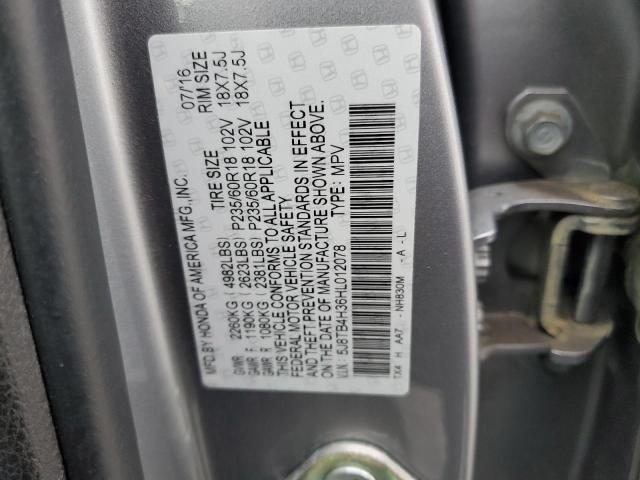 MFD.BY HONDA OF AMERICA MFG.,INC. 07/'16
TIRE SIZE RIM SIZE
GVWR 2260KG (4982LBS) P235/60R18 102V 18X7.5J
GAWR F 1190KG (2623LBS) P235/60R18 102V 18X7.5J
GAWR R 1080KG (2381LBS)
THIS VEHICLE CONFORMS TO ALL APPLICABLE
FEDERAL MOTOR VEHICLE SAFETY
AND THEFT PREVENTION STANDARDS IN EFFECT
ON THE DATE OF MANUFACTURE SHOWN ABOVE.
V.I.N.: 5J8TB4H36HL012078 TYPE: MPV
TX4 H AA7 - NH830M - A - L